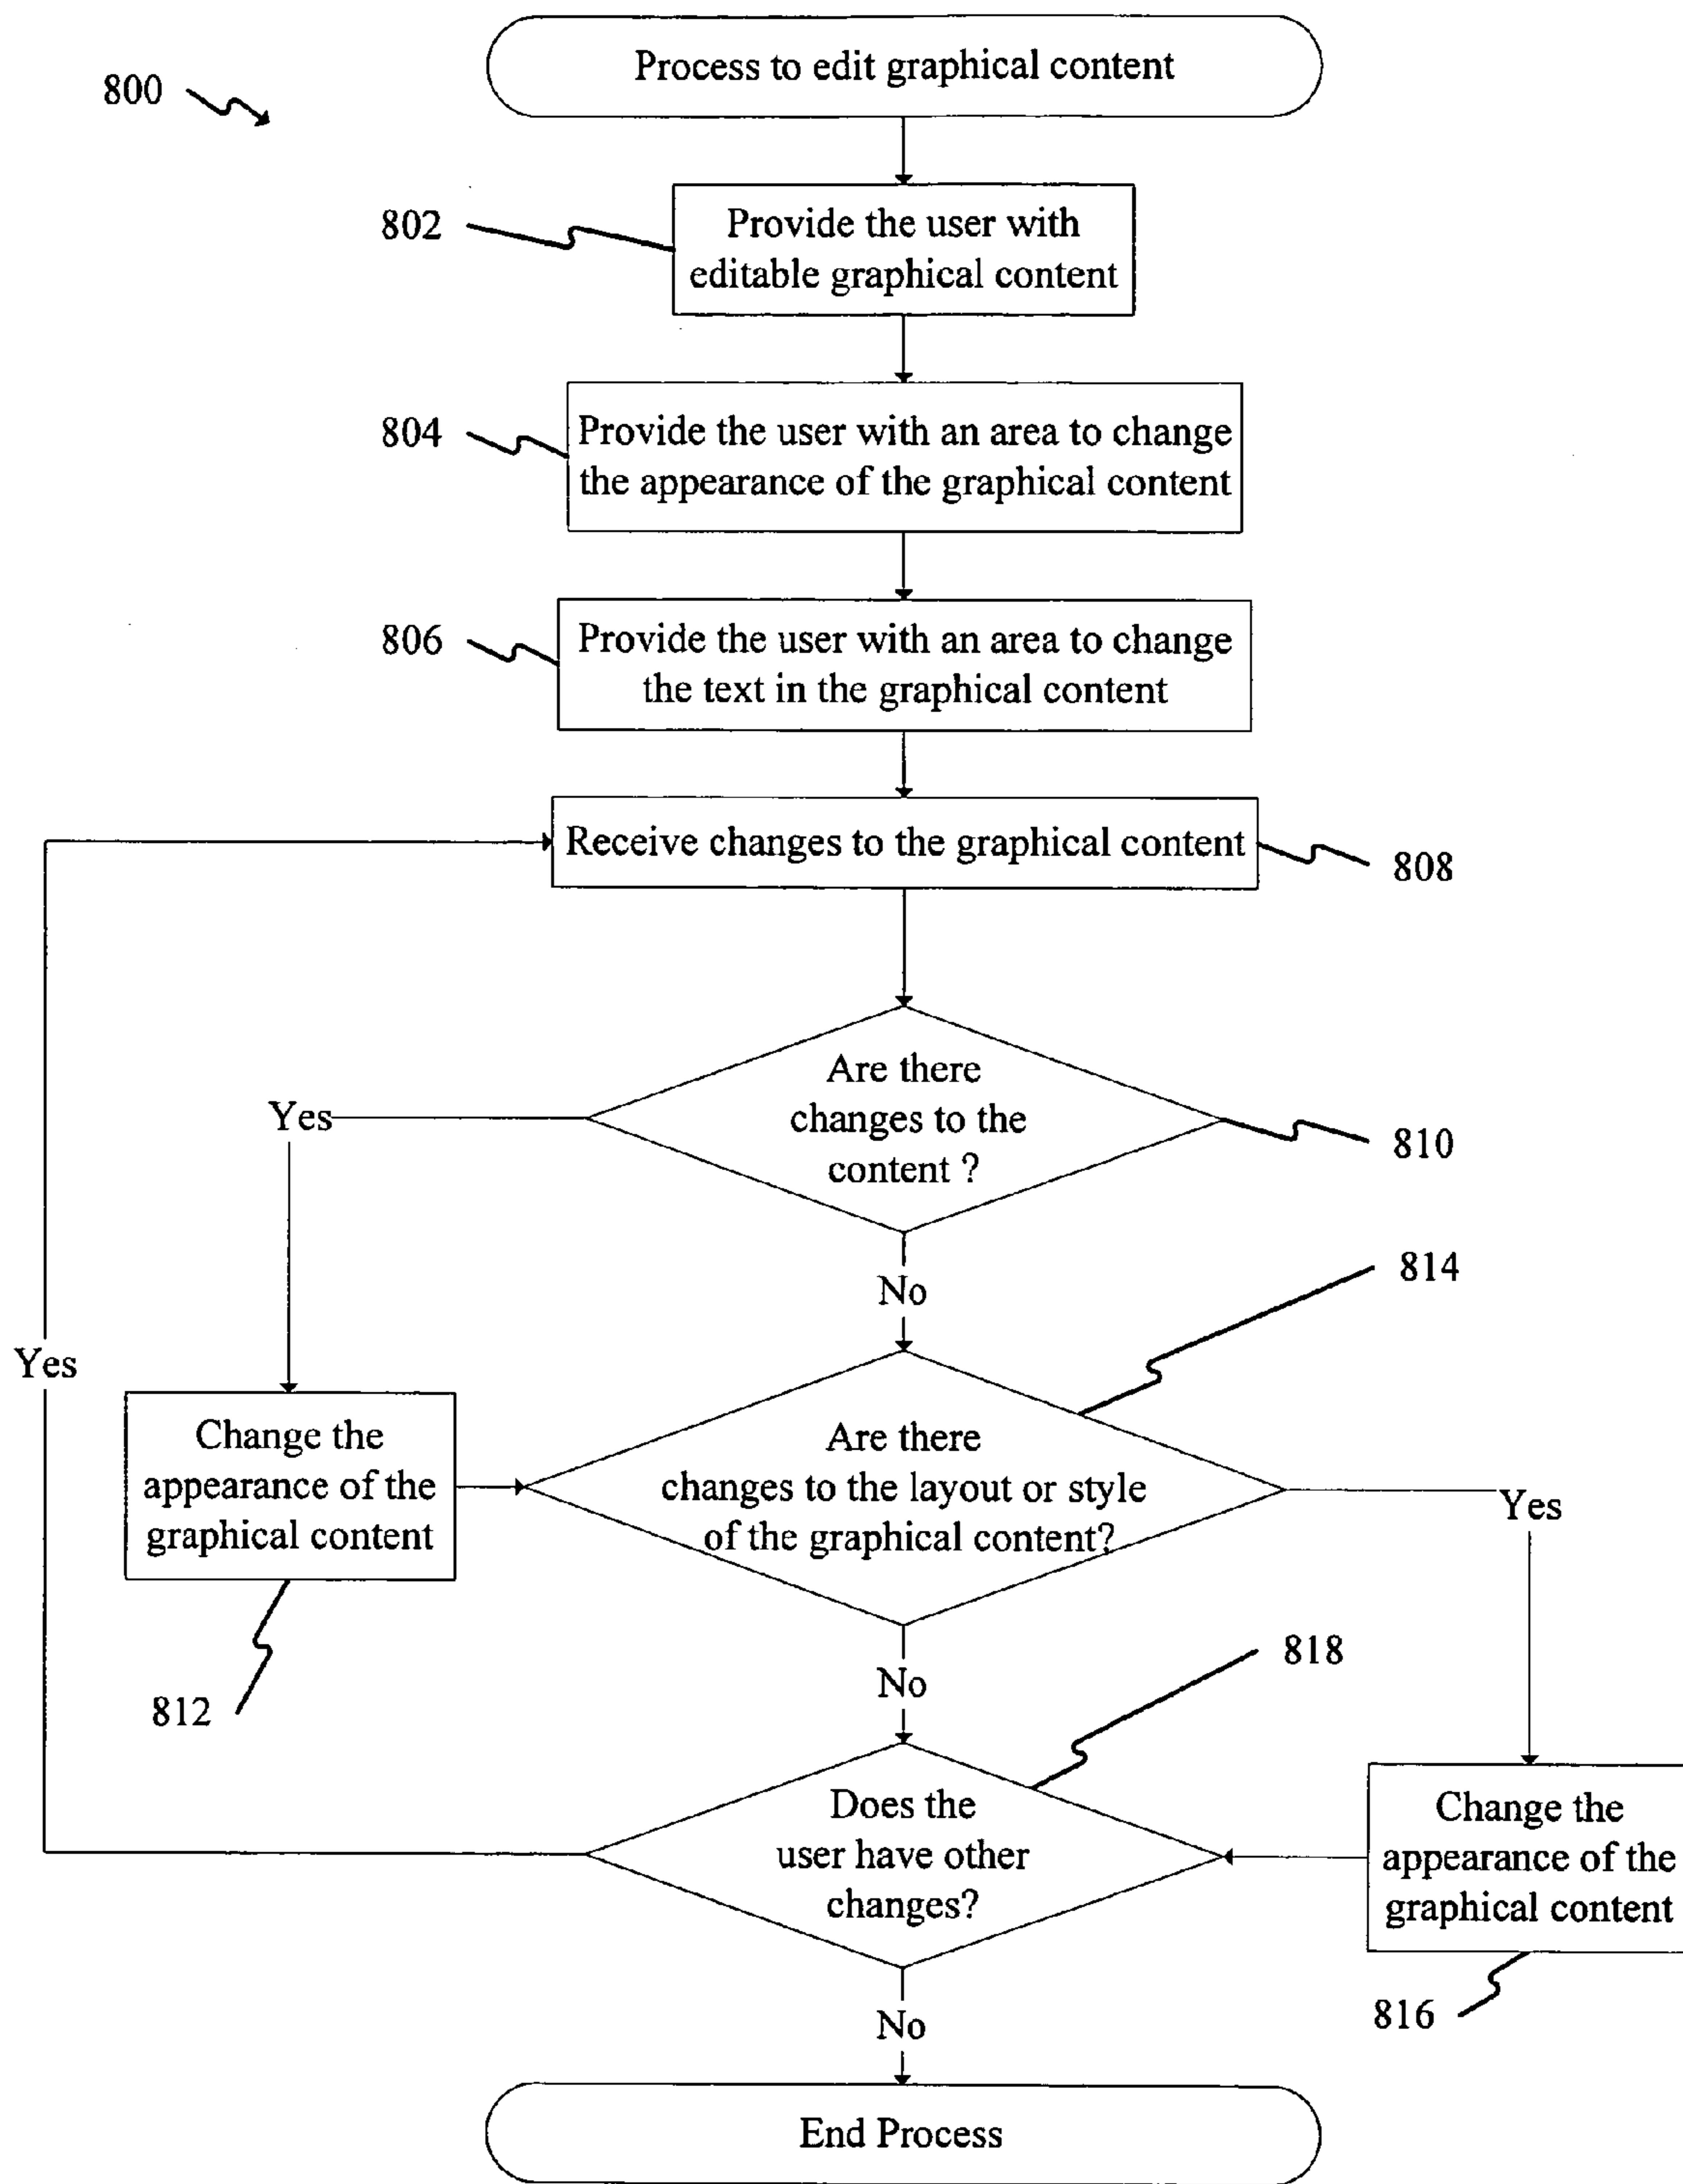 Process to edit graphical content
800
802
Provide the user with
editable graphical content
804
Provide the user with an area to change
the appearance of the graphical content
806
Provide the user with an area to change
the text in the graphical content
Receive changes to the graphical content
808
Are there
changes to the
content ?
Yes
810
No
814
Yes
Change the
appearance of the
graphical content
Are there
changes to the layout or style
of the graphical content?
Yes
812
No
818
Does the
user have other
changes?
Change the
appearance of the
graphical content
816
No
End Process